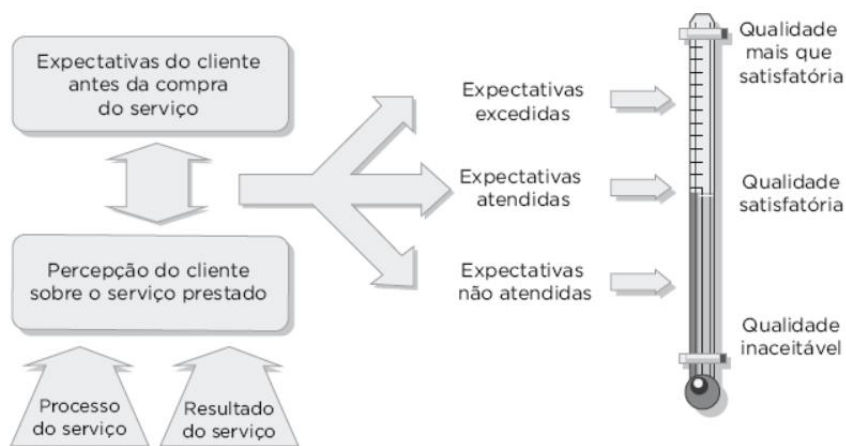 Expectativas do cliente
antes da compra
do serviço
Percepção do cliente
sobre o serviço prestado
Processo
do serviço
Resultado
do serviço
Expectativas
excedidas
Expectativas
atendidas
Expectativas
não atendidas
Qualidade
mais que
satisfatória
Qualidade
satisfatória
Qualidade
inaceitável